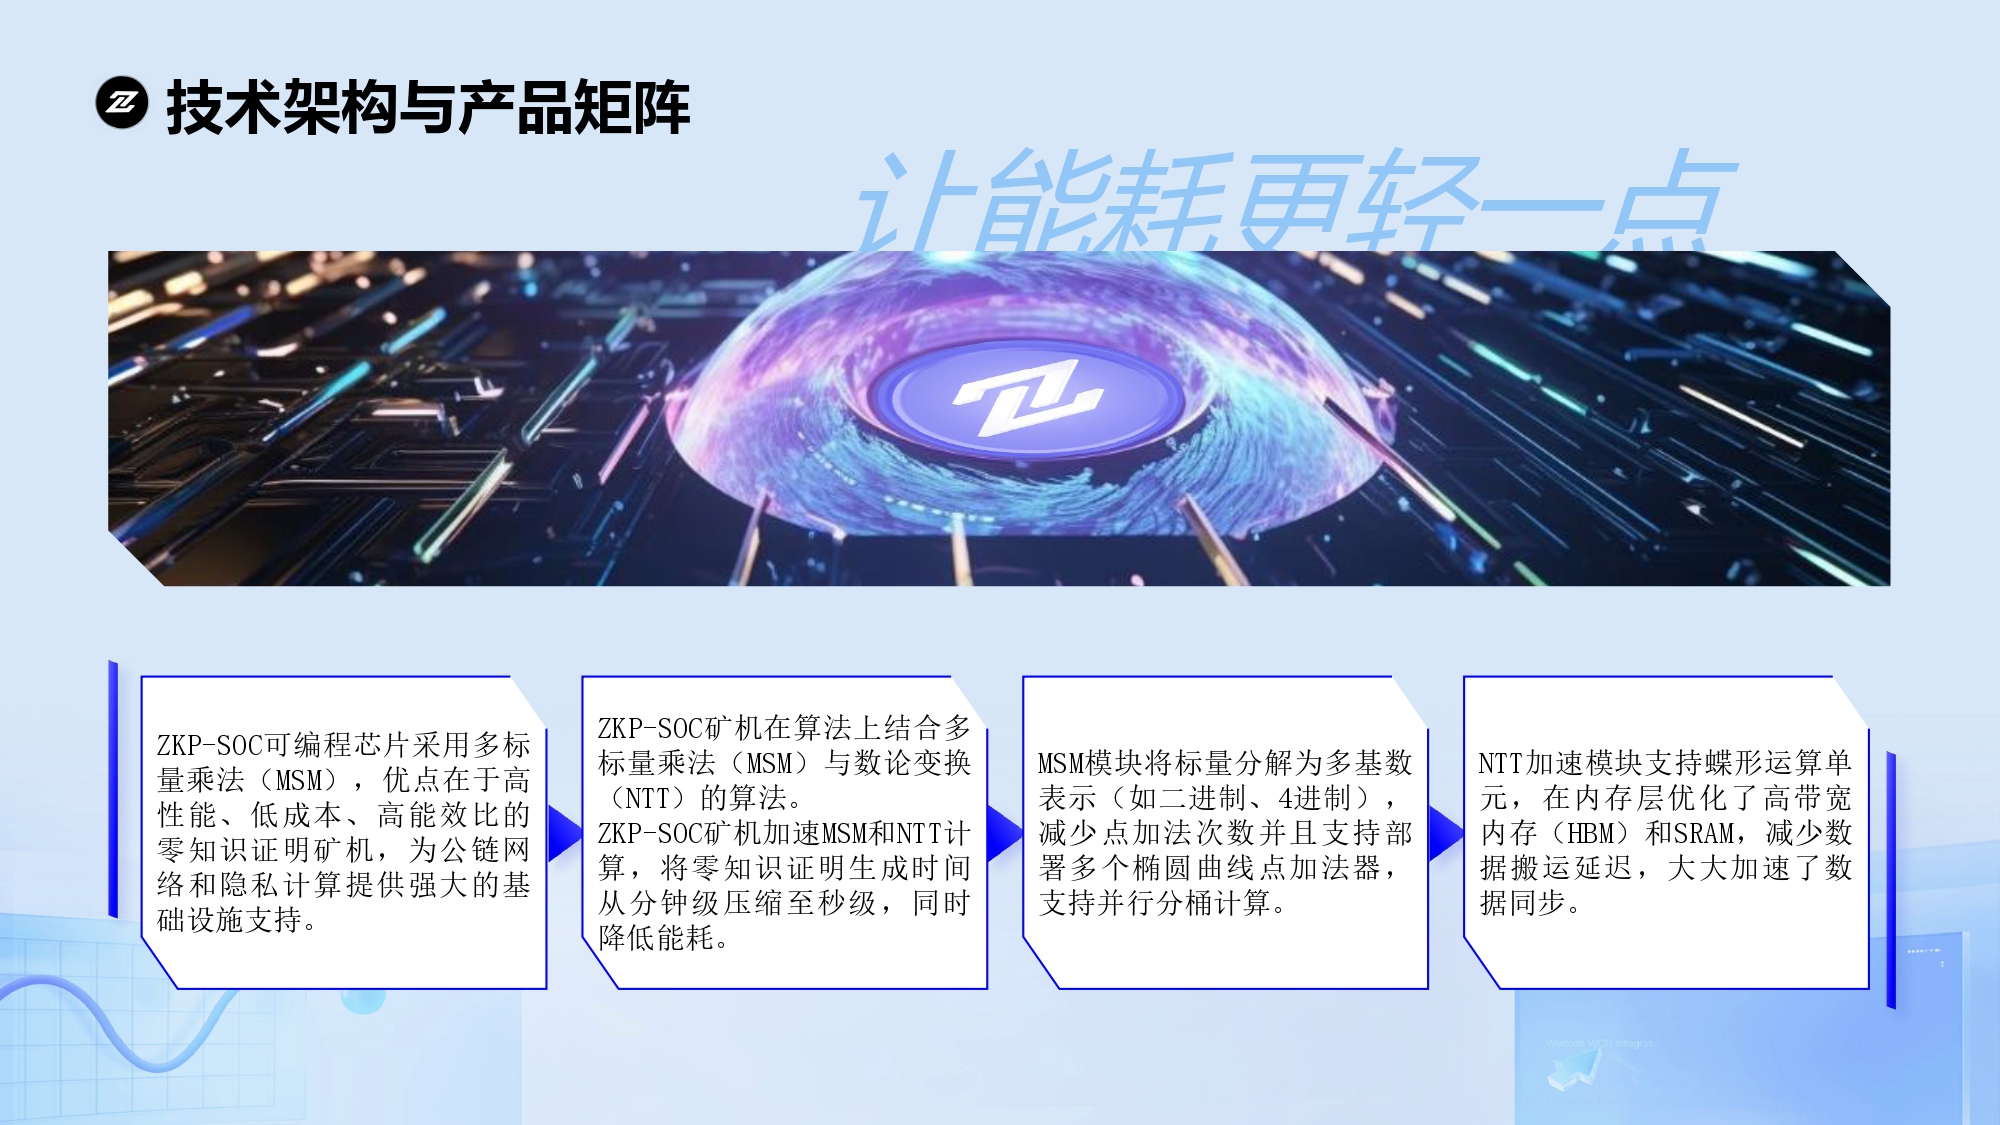 技术架构与产品矩阵
让能耗更轻一点
ZKP-SOC可编程芯片采用多标
量乘法（MSM），优点在于高
性能、低成本、高能效比的
零知识证明矿机，为公链网
络和隐私计算提供强大的基
础设施支持。
ZKP-SOC矿机在算法上结合多
标量乘法（MSM）与数论变换
（NTT）的算法。
ZKP-SOC矿机加速MSM和NTT计
算，将零知识证明生成时间
从分钟级压缩至秒级，同时
降低能耗。
MSM模块将标量分解为多基数
表示（如二进制、4进制），
减少点加法次数并且支持部
署多个椭圆曲线点加法器，
支持并行分桶计算。
NTT加速模块支持蝶形运算单
元，在内存层优化了高带宽
内存（HBM）和SRAM，减少数
据搬运延迟，大大加速了数
据同步。